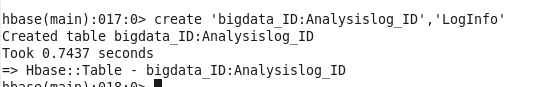 hbase(main):017:0> create 'bigdata_ID:Analysislog_ID','LogInfo'
Created table bigdata_ID:Analysislog_ID
Took 0.7437 seconds
=> Hbase::Table - bigdata_ID:Analysislog_ID
hbase(main):018:0>